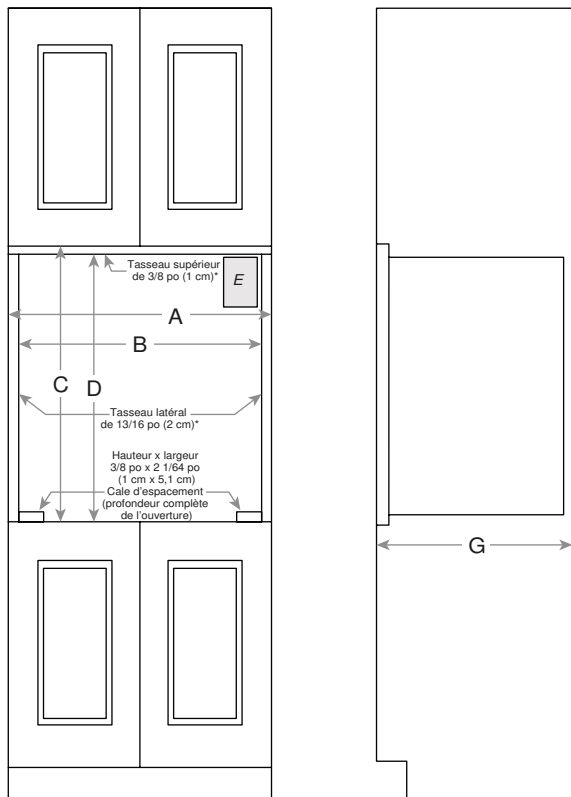 Tasseau supérieur
de 3/8 po (1 cm)*
E
A
B
C
D
Tasseau latéral
de 13/16 po (2 cm)*
Hauteur x largeur
3/8 po x 2 1/64 po
(1 cm x 5,1 cm)
Cale d'espacement
(profondeur complète
de l'ouverture)
G